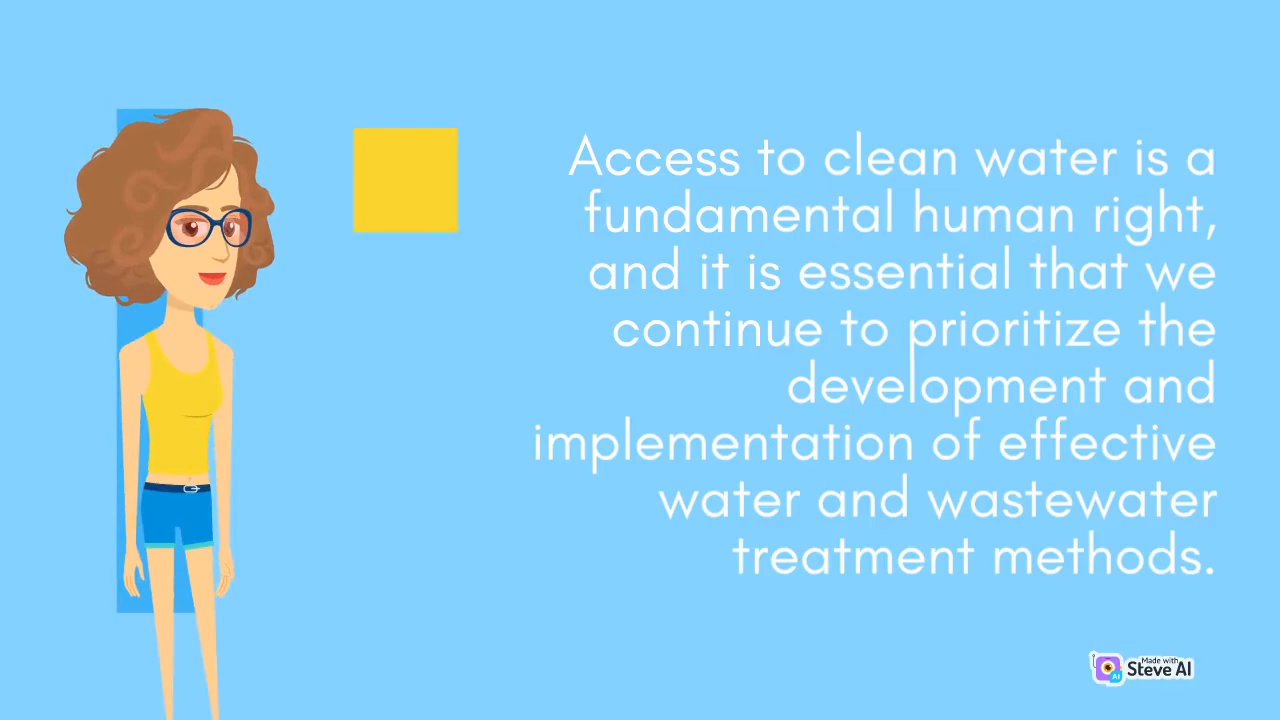 Access to clean water is a
fundamental human right,
and it is essential that we
continue to prioritize the
development and
implementation of effective
water and wastewater
treatment methods.
Made with
Steve AI
AI